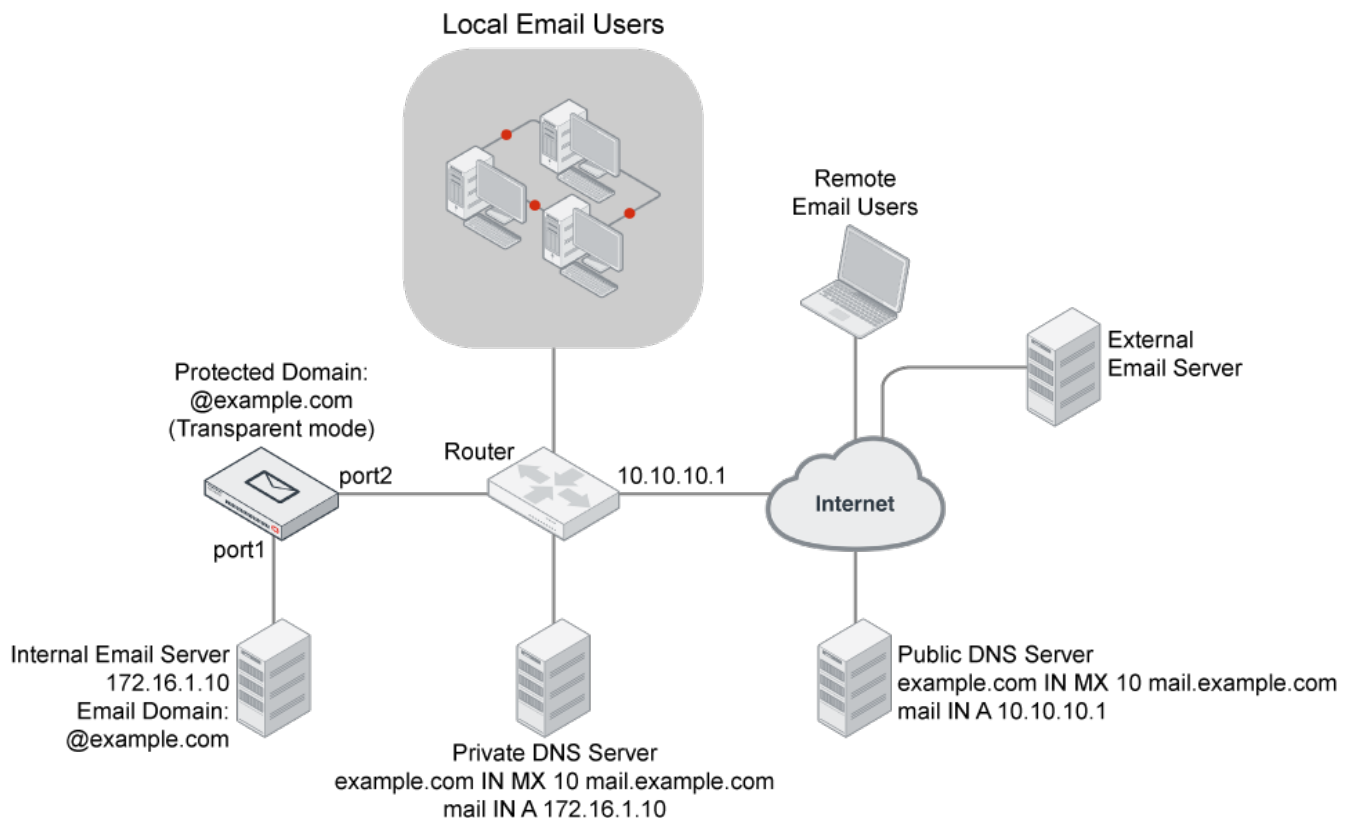 Local Email Users
Remote
Email Users
External
Email Server
Protected Domain:
@example.com
(Transparent mode)
port2
Router
10.10.10.1
Internet
port1
Internal Email Server
172.16.1.10
Email Domain:
@example.com
Private DNS Server
example.com IN MX 10 mail.example.com
mail IN A 172.16.1.10
Public DNS Server
example.com IN MX 10 mail.example.com
mail IN A 10.10.10.1